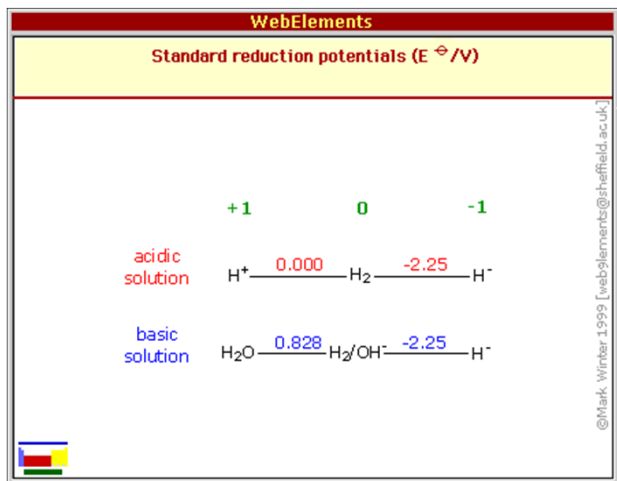 WebElements
Standard reduction potentials (E ⦵/V)
+1 0 -1
acidic solution
H⁺ 0.000 H₂ -2.25 H⁻
basic solution
H₂O 0.828 H₂/OH⁻ -2.25 H⁻
©Mark Winter 1999 [web9lements@sheffield.ac.uk]